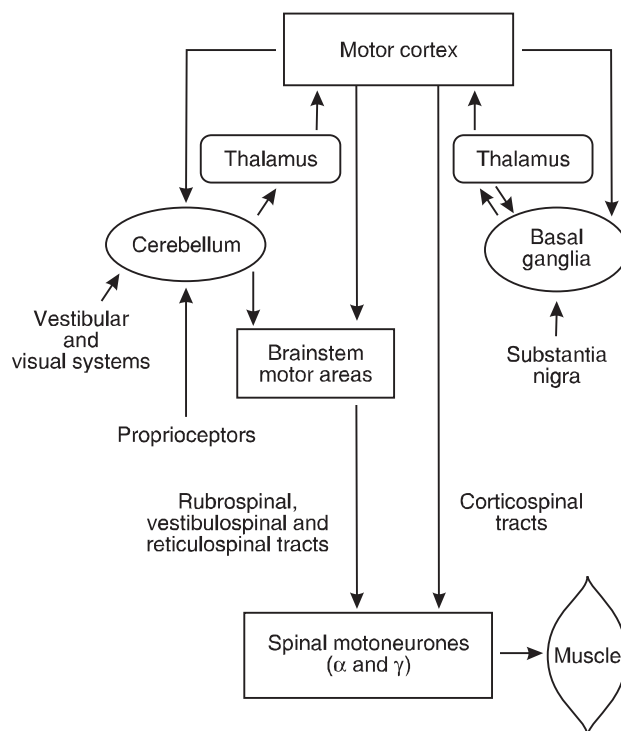 Motor cortex
Thalamus
Thalamus
Cerebellum
Basal
ganglia
Vestibular
and
visual systems
Brainstem
motor areas
Substantia
nigra
Proprioceptors
Rubrospinal,
vestibulospinal and
reticulospinal tracts
Corticospinal
tracts
Spinal motoneurones
(α and γ)
Muscle